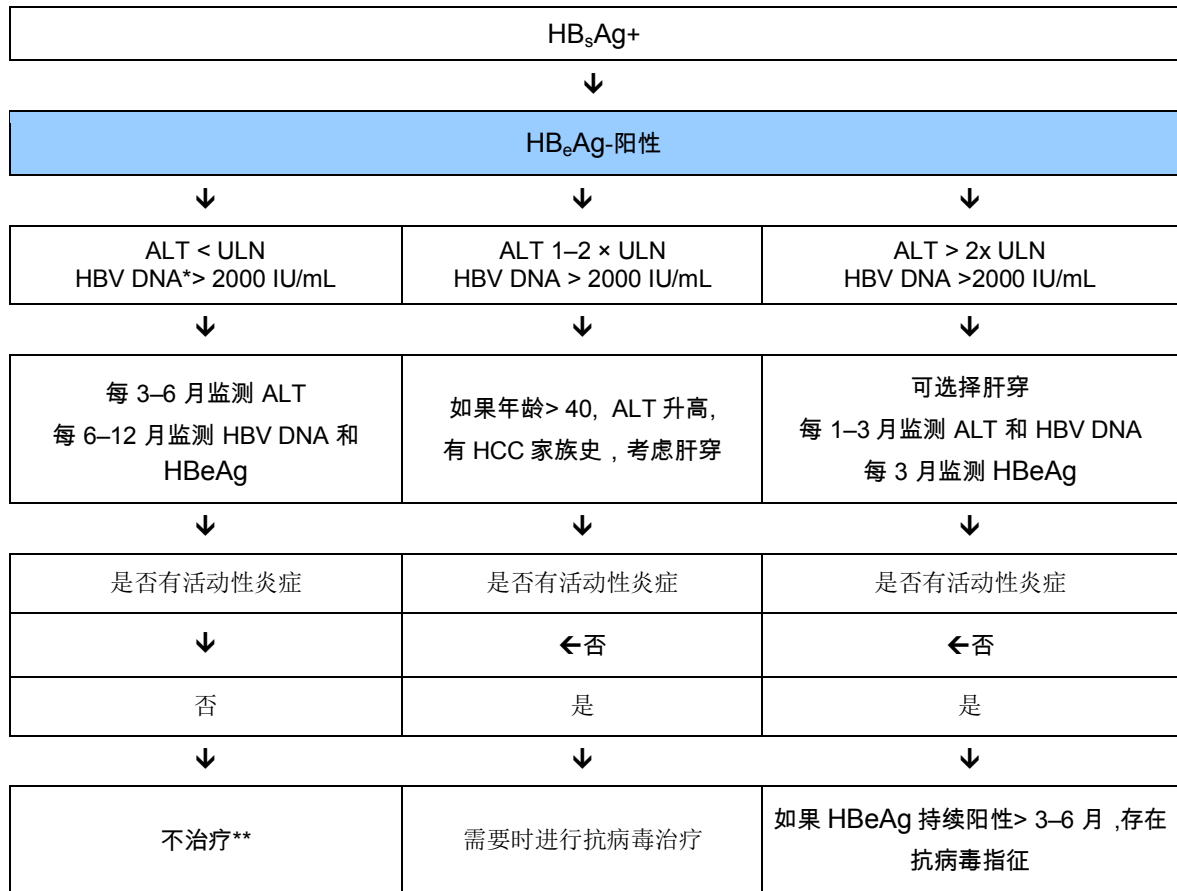 HBsAg+
↓
HBeAg-阳性
↓ ↓ ↓
ALT < ULN
HBV DNA*> 2000 IU/mL
ALT 1–2 × ULN
HBV DNA > 2000 IU/mL
ALT > 2x ULN
HBV DNA >2000 IU/mL
↓ ↓ ↓
每 3–6 月监测 ALT
每 6–12 月监测 HBV DNA 和
HBeAg
如果年龄> 40, ALT 升高,
有 HCC 家族史，考虑肝穿
可选择肝穿
每 1–3 月监测 ALT 和 HBV DNA
每 3 月监测 HBeAg
↓ ↓ ↓
是否有活动性炎症
是否有活动性炎症
是否有活动性炎症
↓
←否
←否
否
是
是
↓ ↓ ↓
不治疗**
需要时进行抗病毒治疗
如果 HBeAg 持续阳性> 3–6 月 ,存在
抗病毒指征